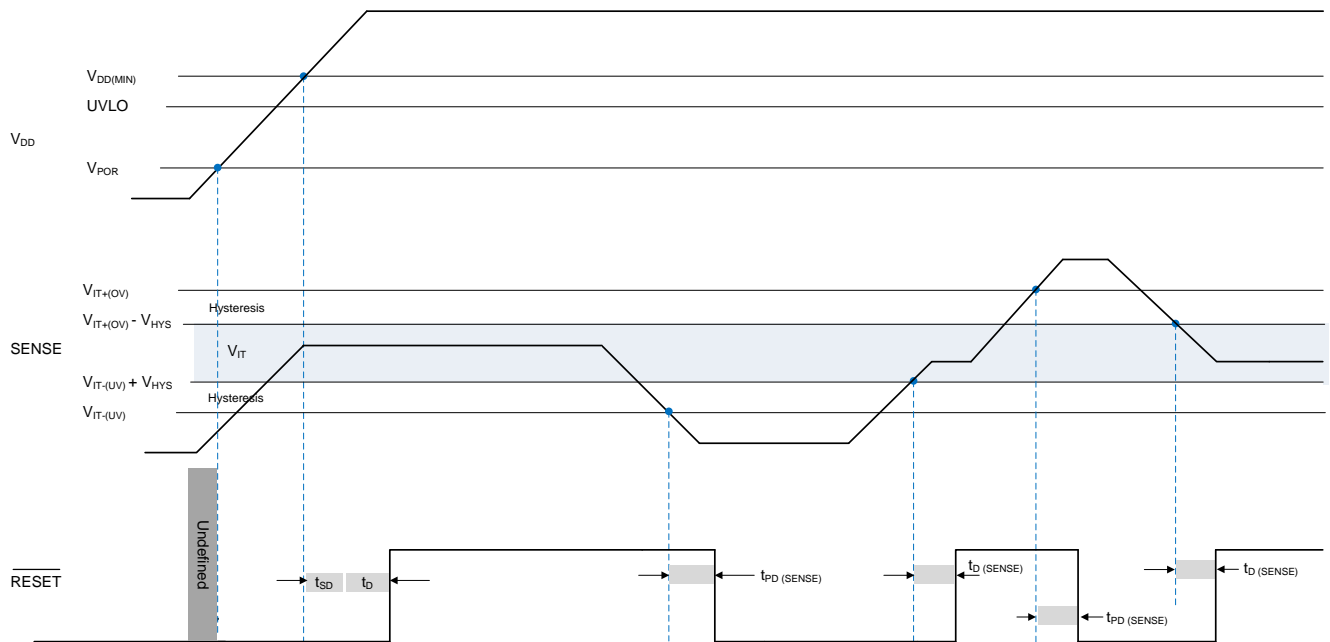 V_DD(MIN)
UVLO
V_DD
V_POR
V_IT+(OV)
Hysteresis
V_IT+(OV) - V_HYS
SENSE
V_IT
V_IT-(UV) + V_HYS
Hysteresis
V_IT-(UV)
Undefined
RESET
t_SD
t_D
t_PD (SENSE)
t_D (SENSE)
t_PD (SENSE)
t_D (SENSE)